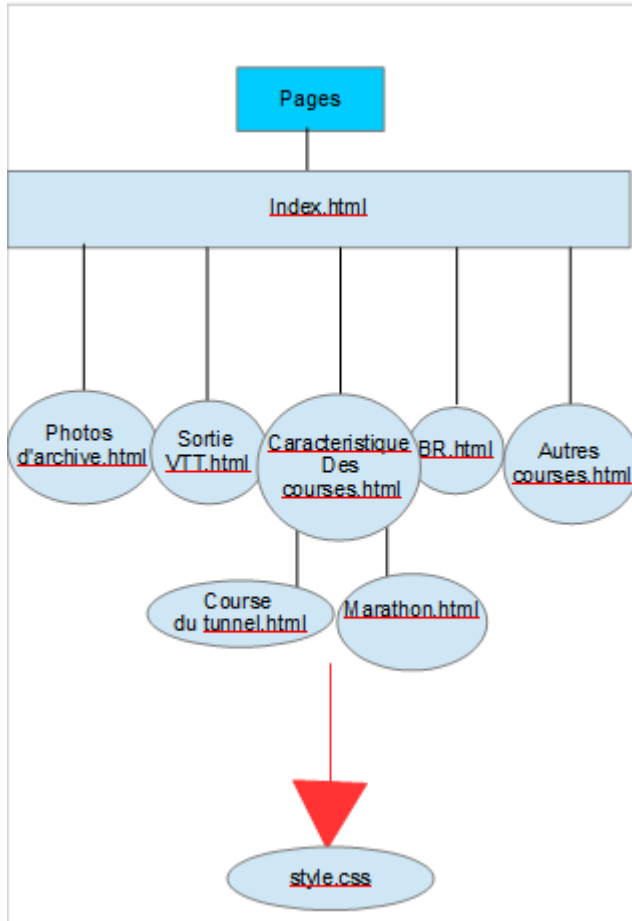 Pages
Index.html
Photos
d'archive.html
Sortie
VTT.html
Caracteristique
Des
courses.html
BR.html
Autres
courses.html
Course
du tunnel.html
Marathon.html
style.css